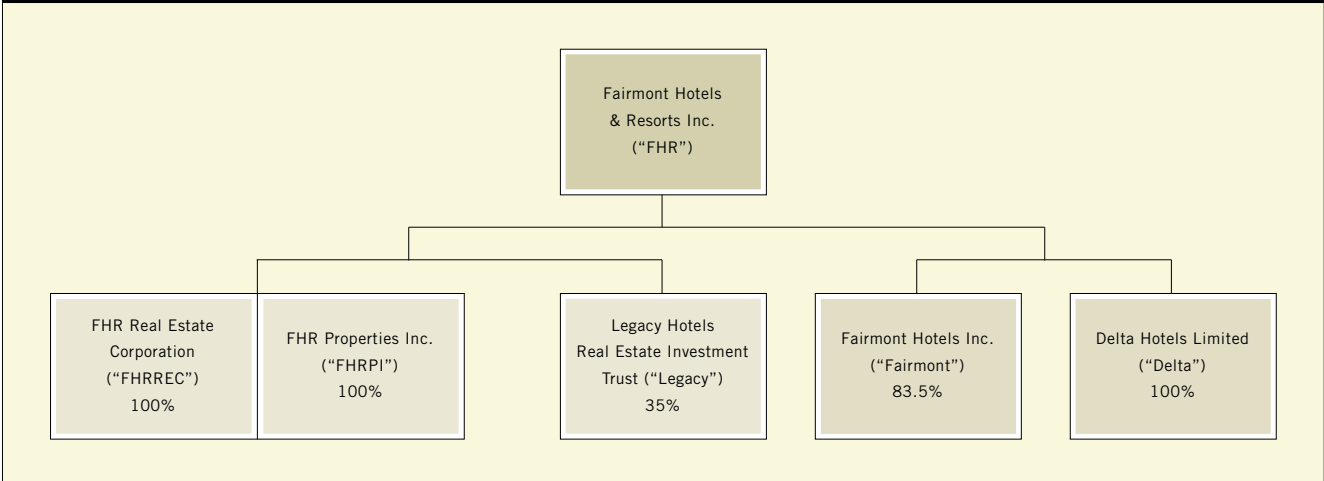 Fairmont Hotels
& Resorts Inc.
(“FHR”)
FHR Real Estate
Corporation
(“FHRREC”)
100%
FHR Properties Inc.
(“FHRPI”)
100%
Legacy Hotels
Real Estate Investment
Trust (“Legacy”)
35%
Fairmont Hotels Inc.
(“Fairmont”)
83.5%
Delta Hotels Limited
(“Delta”)
100%